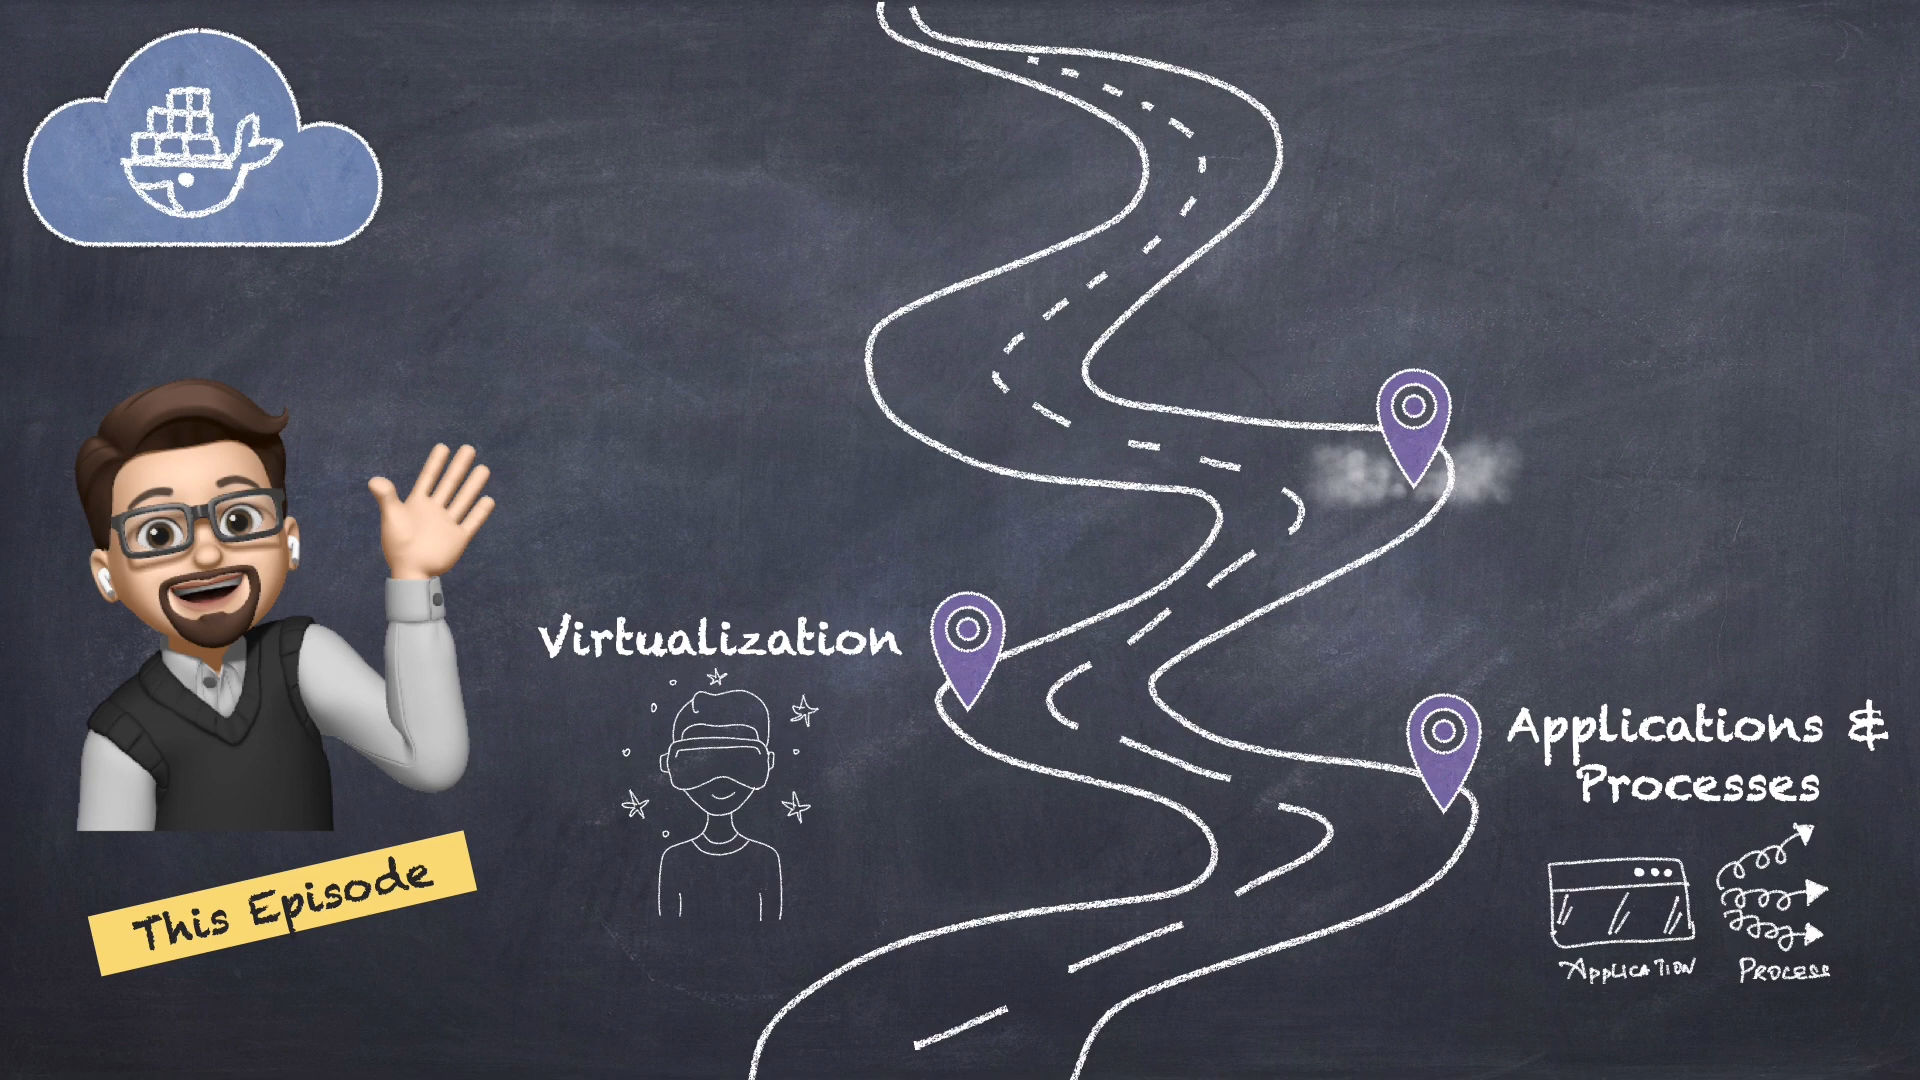 Virtualization
Applications &
Processes
This Episode
APPLICATION
PROCESS